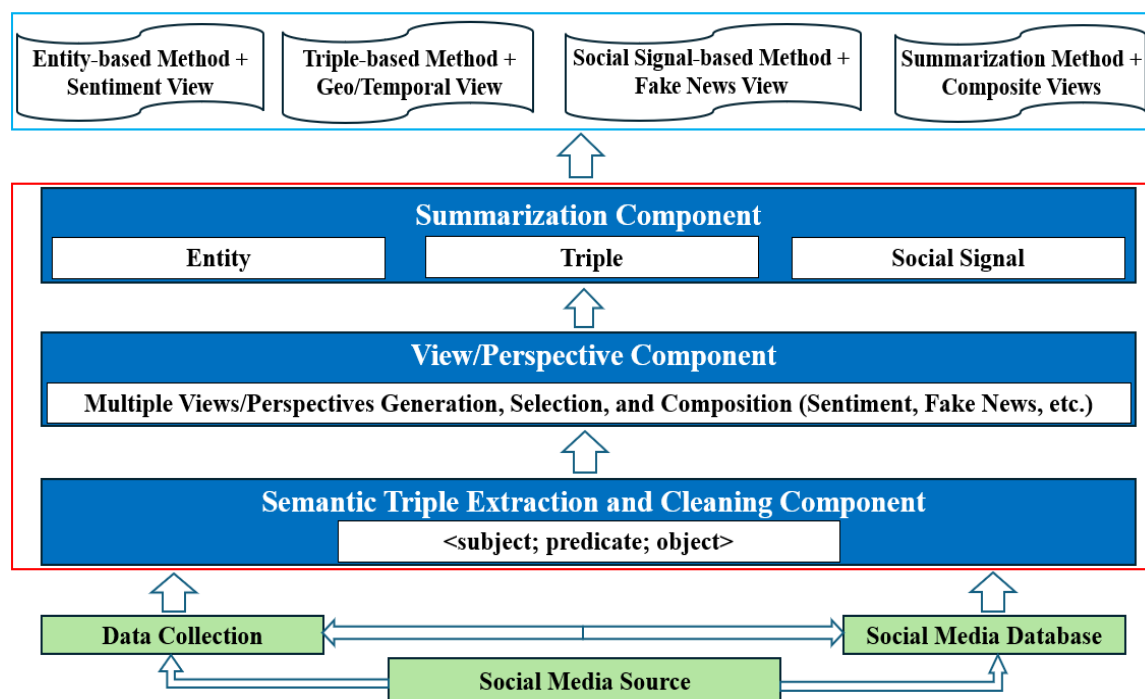 Entity-based Method +
Sentiment View
Triple-based Method +
Geo/Temporal View
Social Signal-based Method +
Fake News View
Summarization Method +
Composite Views
Summarization Component
Entity
Triple
Social Signal
View/Perspective Component
Multiple Views/Perspectives Generation, Selection, and Composition (Sentiment, Fake News, etc.)
Semantic Triple Extraction and Cleaning Component
<subject; predicate; object>
Data Collection
Social Media Database
Social Media Source